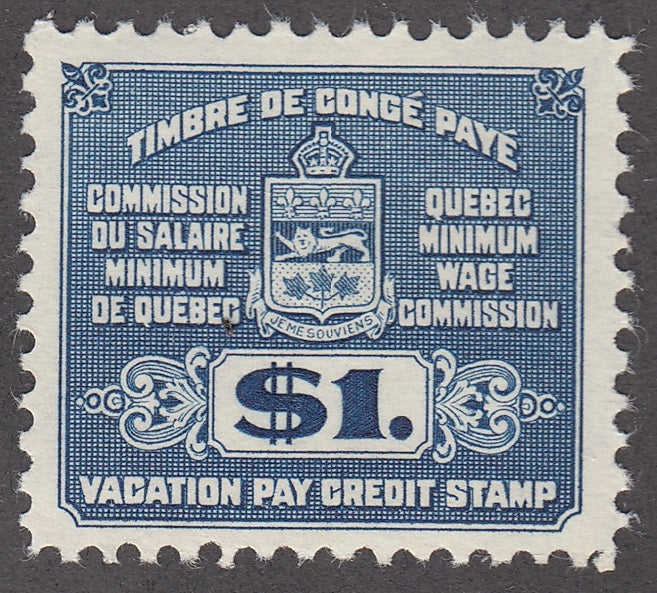 TIMBRE DE CONGÉ PAYÉ
COMMISSION
DU SALAIRE
MINIMUM
DE QUEBEC
QUEBEC
MINIMUM
WAGE
COMMISSION
JE ME SOUVIENS
$1.
VACATION PAY CREDIT STAMP